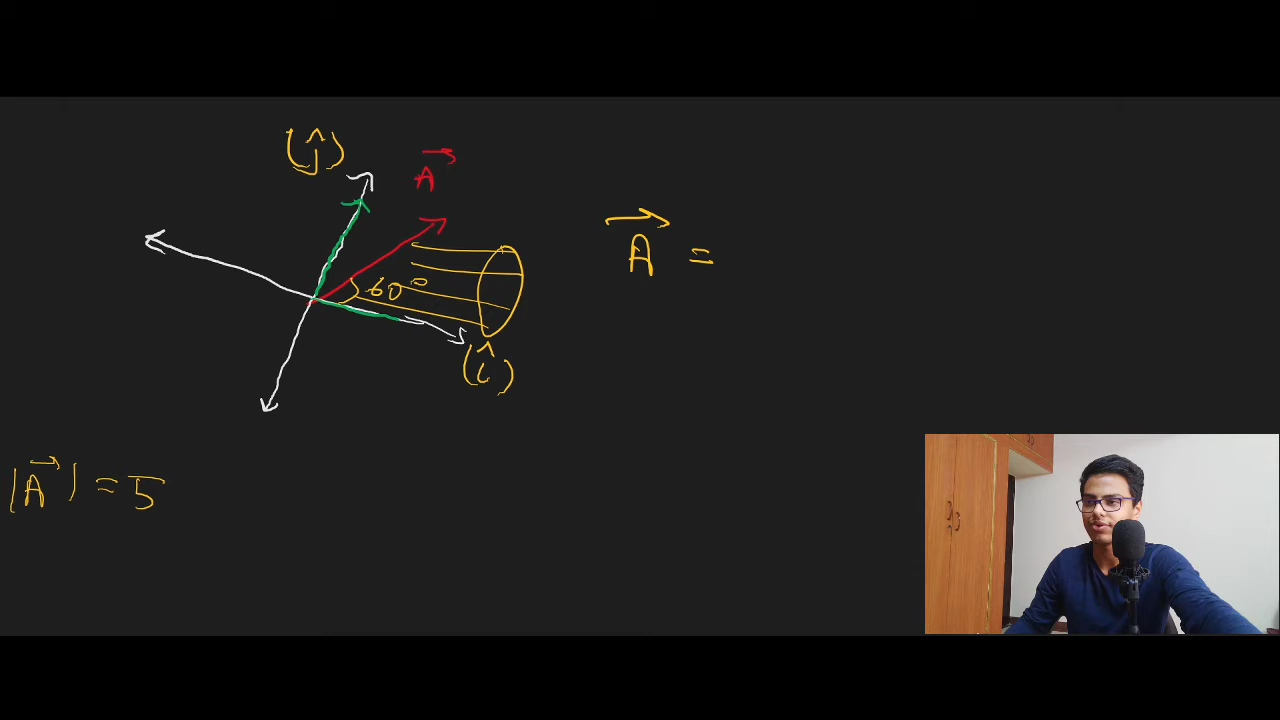 (ĵ)
A⃗
60°
A⃗ =
(î)
|A⃗| = 5